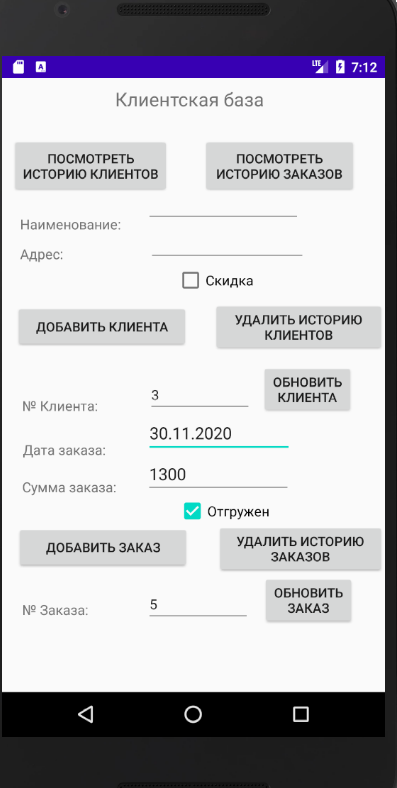 LTE 7:12
A
Клиентская база
ПОСМОТРЕТЬ
ИСТОРИЮ КЛИЕНТОВ
ПОСМОТРЕТЬ
ИСТОРИЮ ЗАКАЗОВ
Наименование:
Адрес:
Скидка
ДОБАВИТЬ КЛИЕНТА
УДАЛИТЬ ИСТОРИЮ
КЛИЕНТОВ
№ Клиента: 3
ОБНОВИТЬ
КЛИЕНТА
Дата заказа: 30.11.2020
Сумма заказа: 1300
Отгружен
ДОБАВИТЬ ЗАКАЗ
УДАЛИТЬ ИСТОРИЮ
ЗАКАЗОВ
№ Заказа: 5
ОБНОВИТЬ
ЗАКАЗ